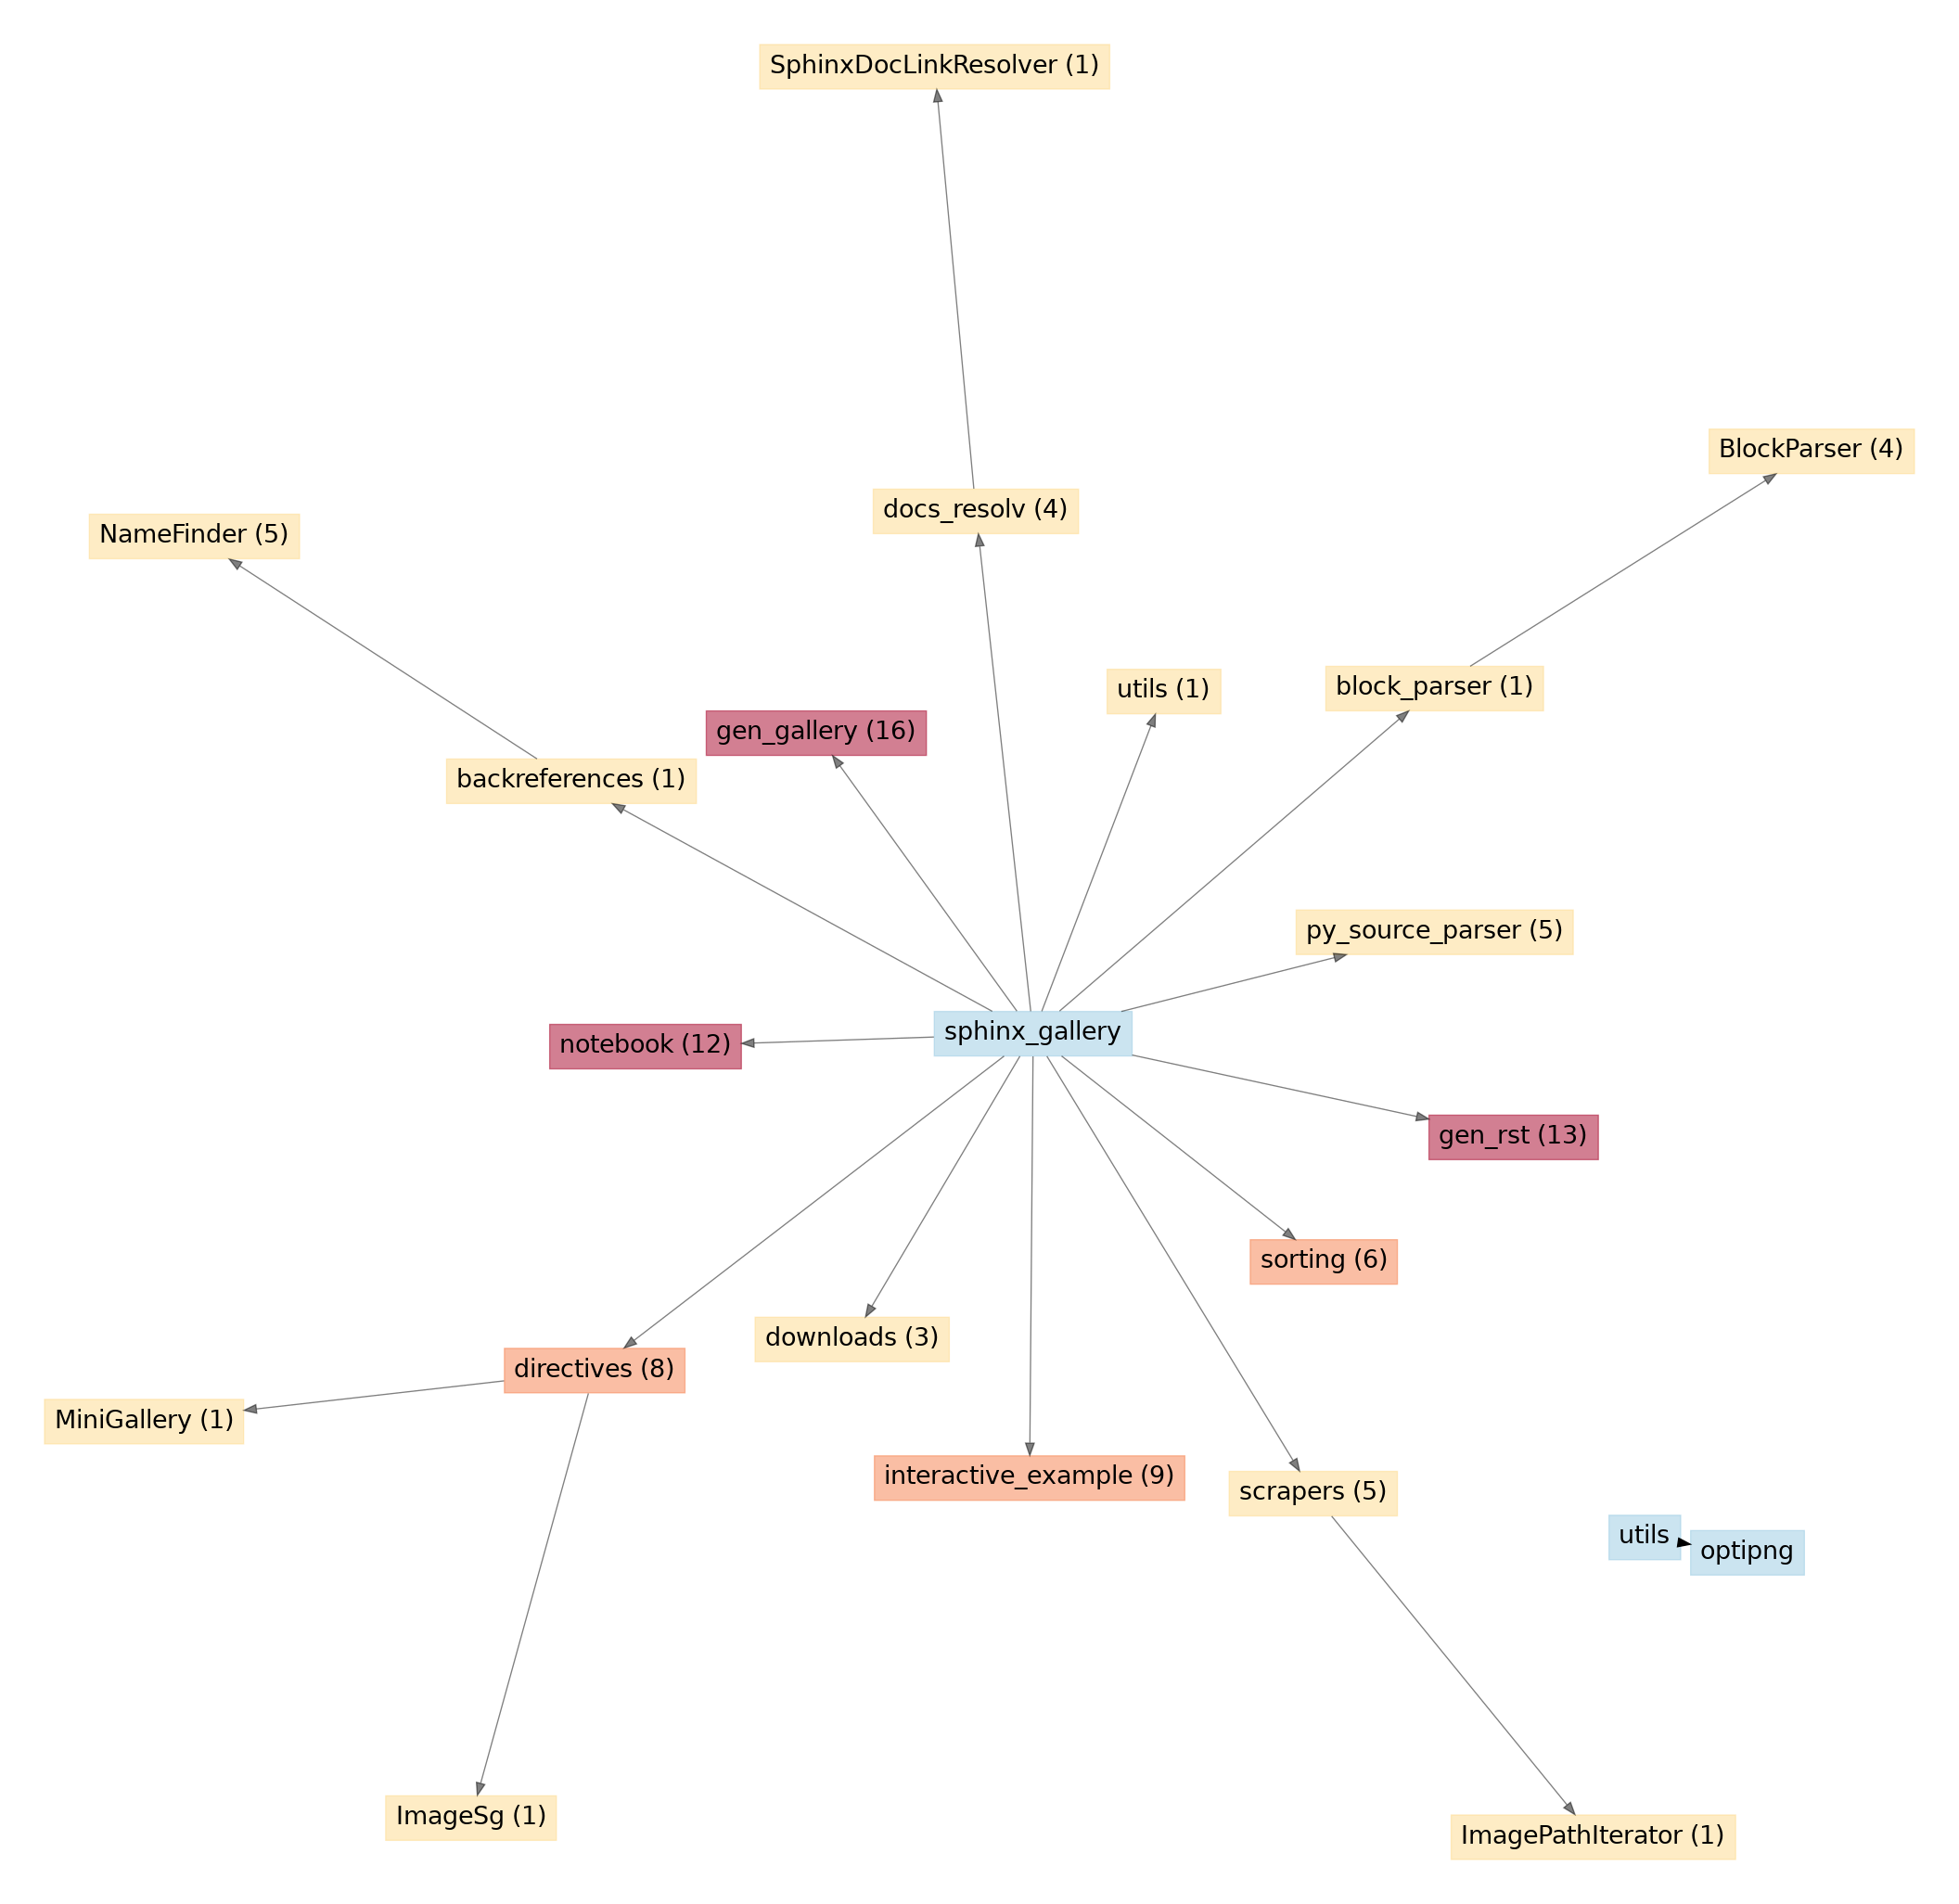 SphinxDocLinkResolver (1)
BlockParser (4)
docs_resolv (4)
NameFinder (5)
block_parser (1)
utils (1)
gen_gallery (16)
backreferences (1)
py_source_parser (5)
sphinx_gallery
notebook (12)
gen_rst (13)
sorting (6)
downloads (3)
directives (8)
MiniGallery (1)
interactive_example (9)
scrapers (5)
utils
optipng
ImageSg (1)
ImagePathIterator (1)